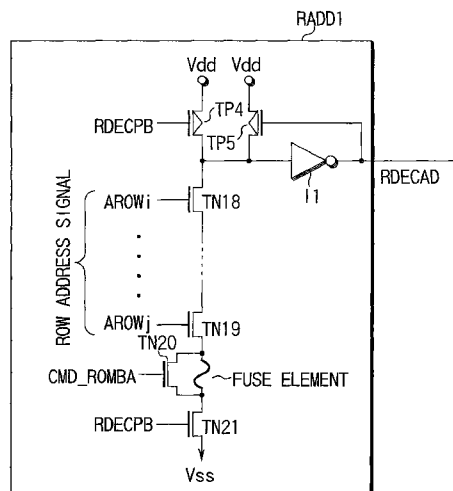 RADD1
Vdd Vdd
TP4
RDECPB
TP5
I1
RDECAD
ROW ADDRESS SIGNAL
AROWi
TN18
AROWj
TN19
TN20
CMD_ROMBA
FUSE ELEMENT
RDECPB
TN21
Vss